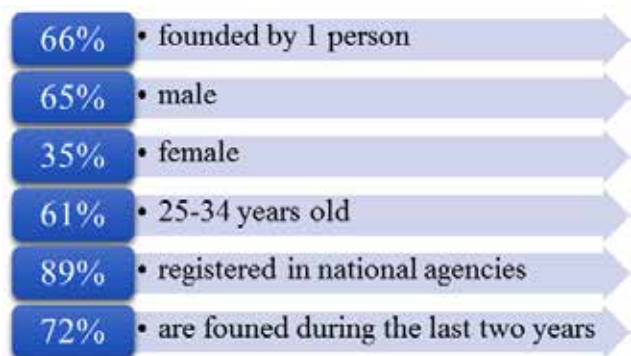 66% • founded by 1 person
65% • male
35% • female
61% • 25-34 years old
89% • registered in national agencies
72% • are founed during the last two years